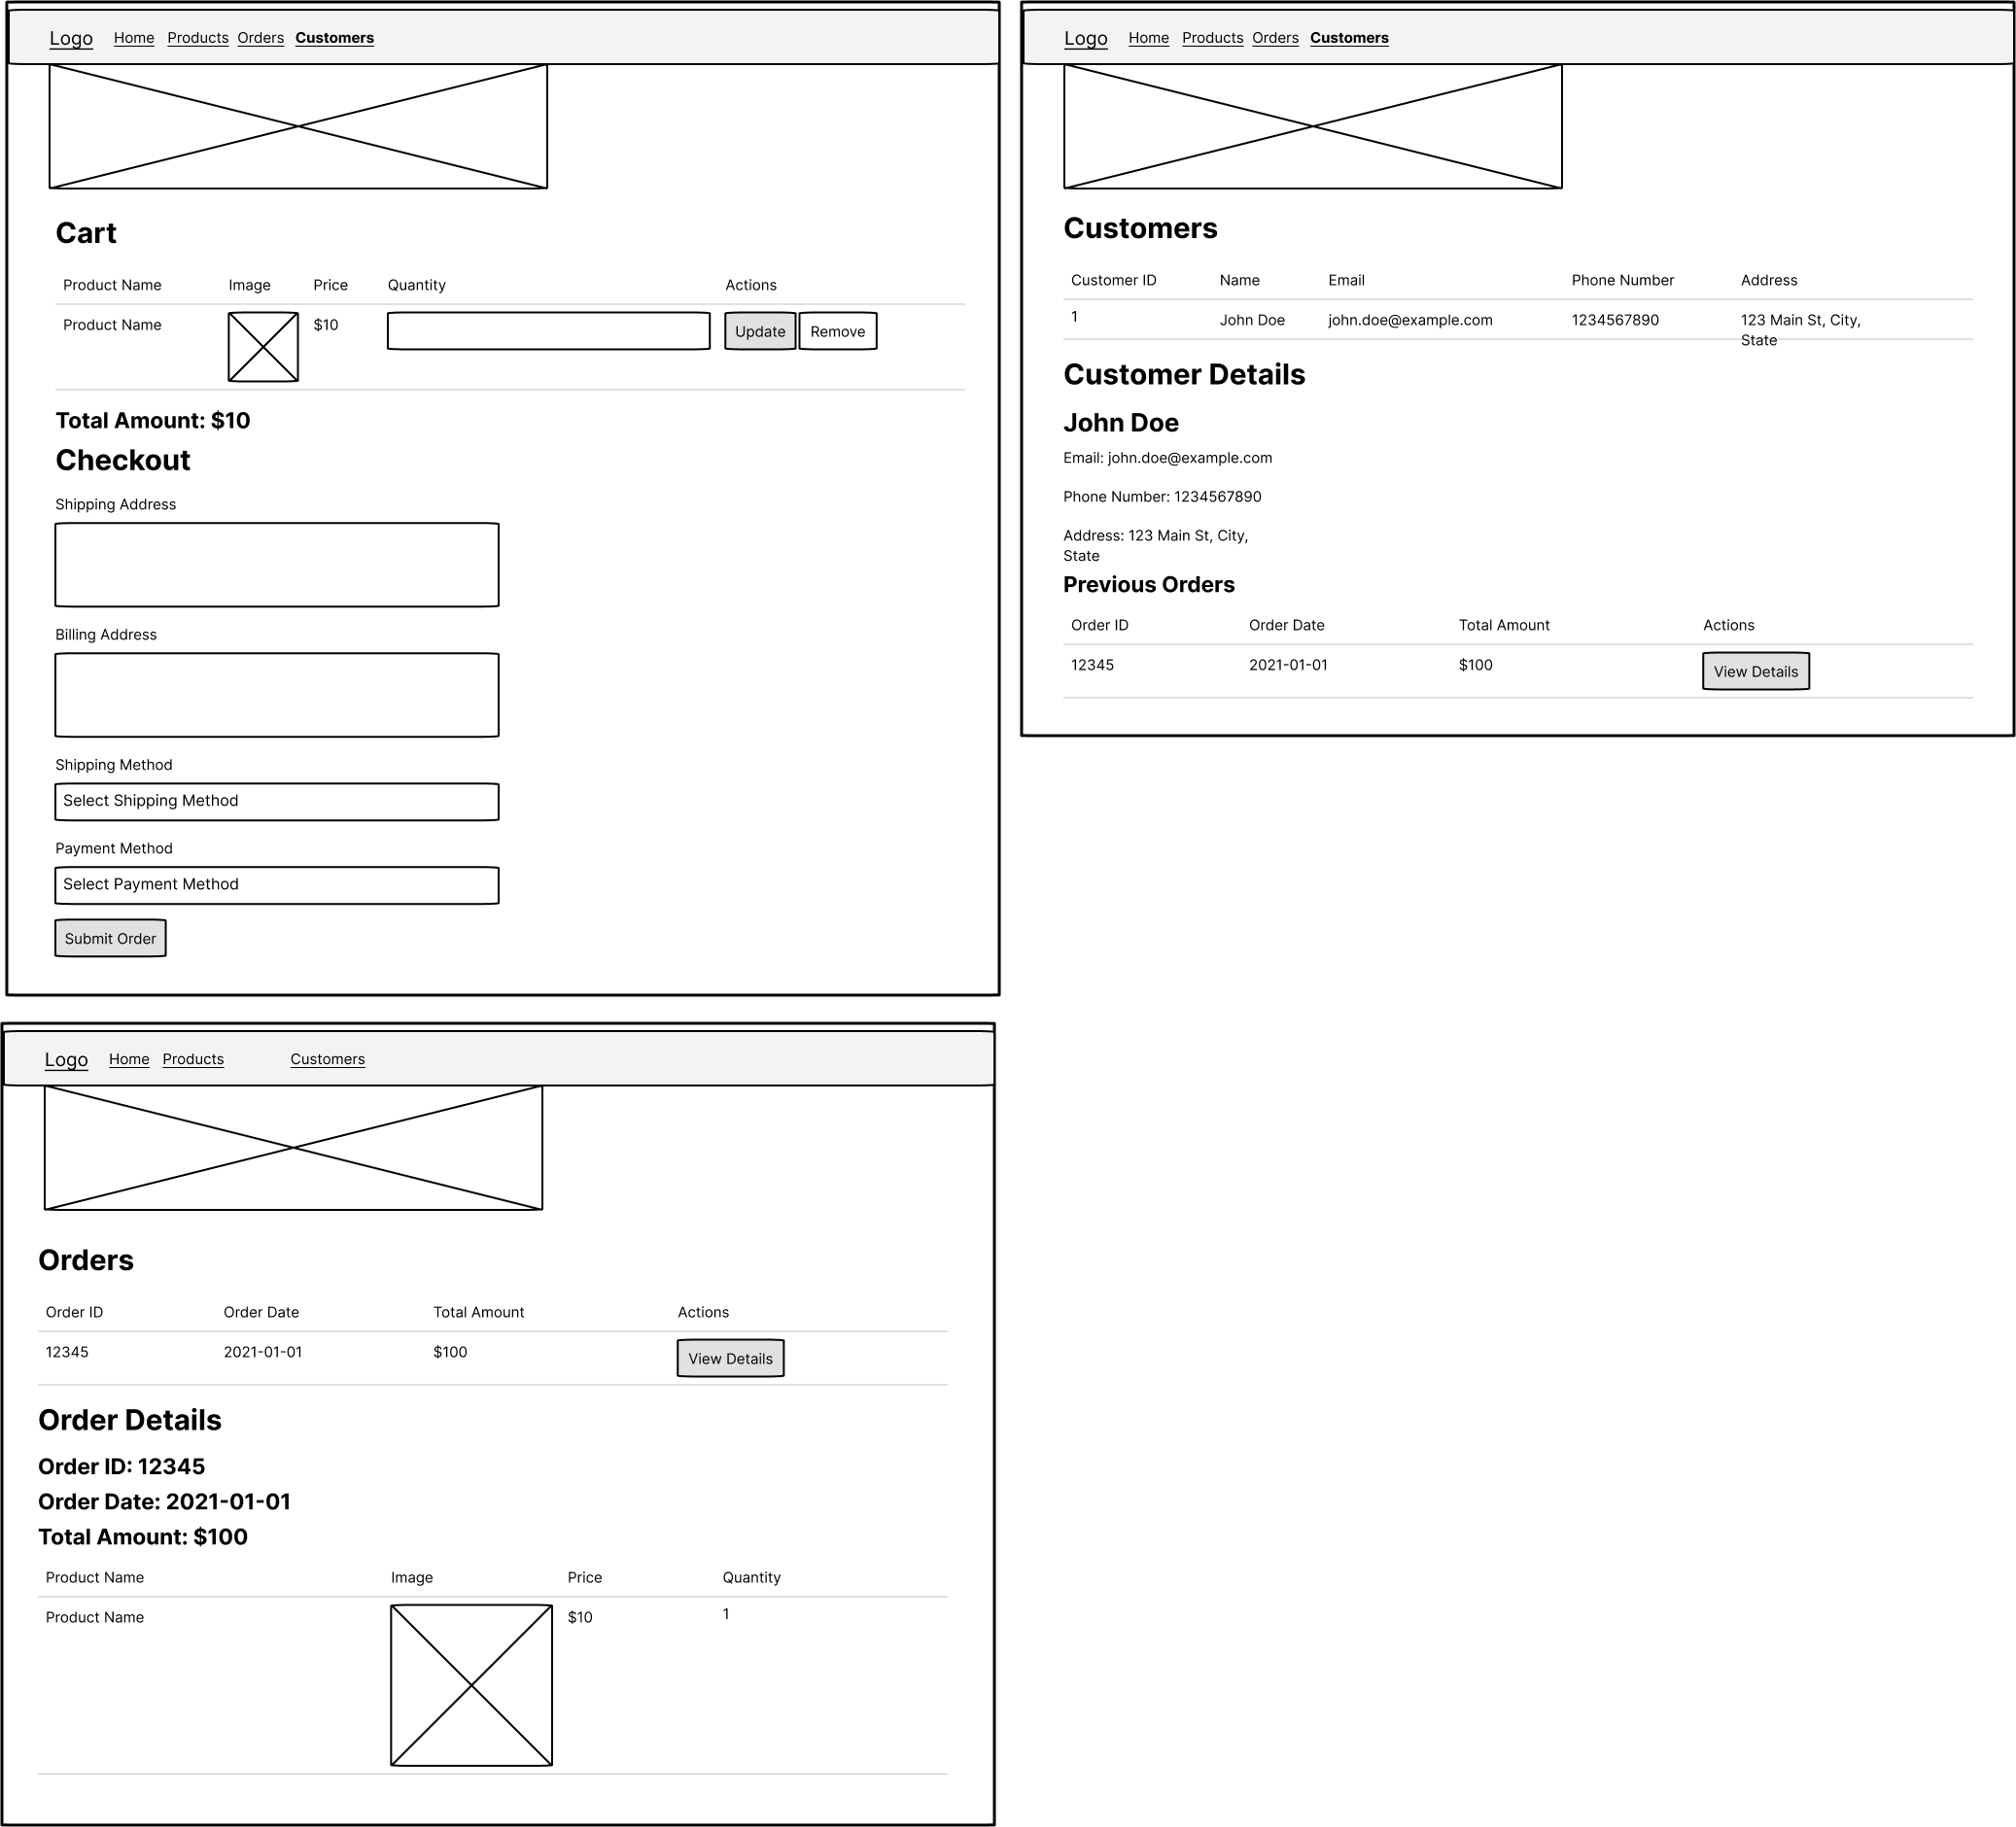 Logo Home Products Orders Customers
Cart
Product Name Image Price Quantity Actions
Product Name $10 Update Remove
Total Amount: $10
Checkout
Shipping Address
Billing Address
Shipping Method
Select Shipping Method
Payment Method
Select Payment Method
Submit Order
Logo Home Products Orders Customers
Customers
Customer ID Name Email Phone Number Address
1 John Doe john.doe@example.com 1234567890 123 Main St, City,
State
Customer Details
John Doe
Email: john.doe@example.com
Phone Number: 1234567890
Address: 123 Main St, City,
State
Previous Orders
Order ID Order Date Total Amount Actions
12345 2021-01-01 $100 View Details
Logo Home Products Customers
Orders
Order ID Order Date Total Amount Actions
12345 2021-01-01 $100 View Details
Order Details
Order ID: 12345
Order Date: 2021-01-01
Total Amount: $100
Product Name Image Price Quantity
Product Name $10 1